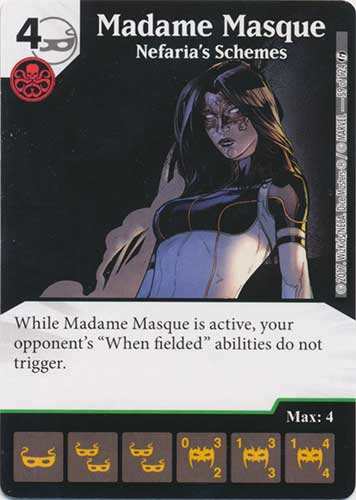 4
Madame Masque
Nefaria's Schemes
While Madame Masque is active, your
opponent's “When fielded” abilities do not
trigger.
Max: 4
0 3 2
1 3 3
1 4 4